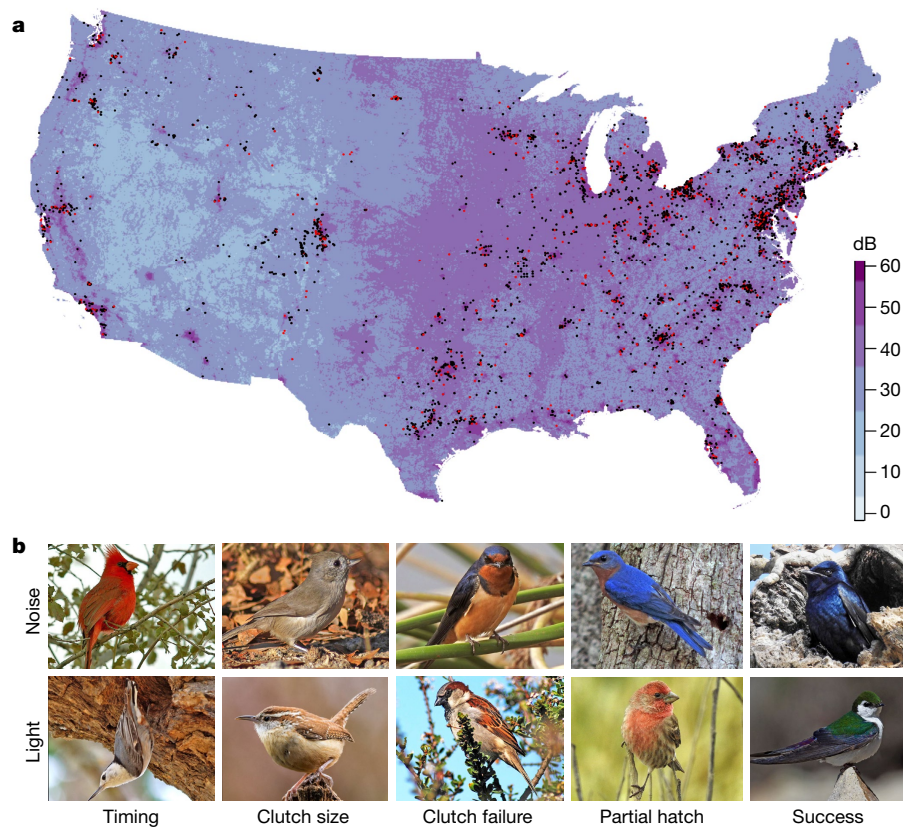 a
dB
60
50
40
30
20
10
0
b
Noise
Light
Timing
Clutch size
Clutch failure
Partial hatch
Success